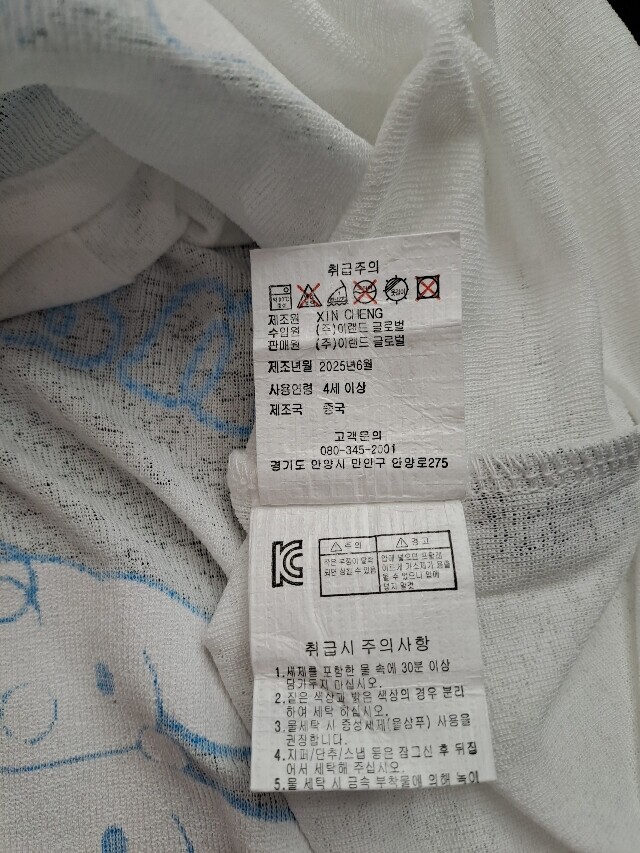 취급주의
제조원 XIN CHENG
수입원 (주)이랜드 글로벌
판매원 (주)이랜드 글로벌
제조년월 2025년6월
사용연령 4세 이상
제조국 중국
고객문의
080-345-2001
경기도 안양시 만안구 안양로275
주의
경고
취급시 주의사항
1.세제를 포함한 물 속에 30분 이상
담가두지 마십시오.
2.짙은 색상과 밝은 색상의 경우 분리
하여 세탁 하십시오.
3.물세탁 시 중성세제(울샴푸) 사용을
권장합니다.
4.지퍼/단추/스냅 등은 잠그신 후 뒤집
어서 세탁해 주십시오.
5.물 세탁 시 금속 부착물에 의해